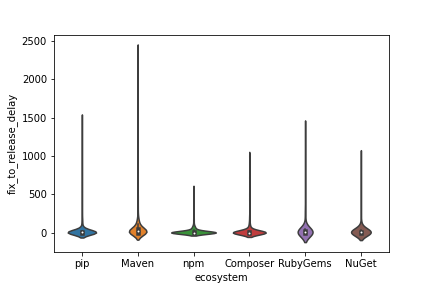 fix_to_release_delay
2500
2000
1500
1000
500
0
pip Maven npm Composer RubyGems NuGet
ecosystem